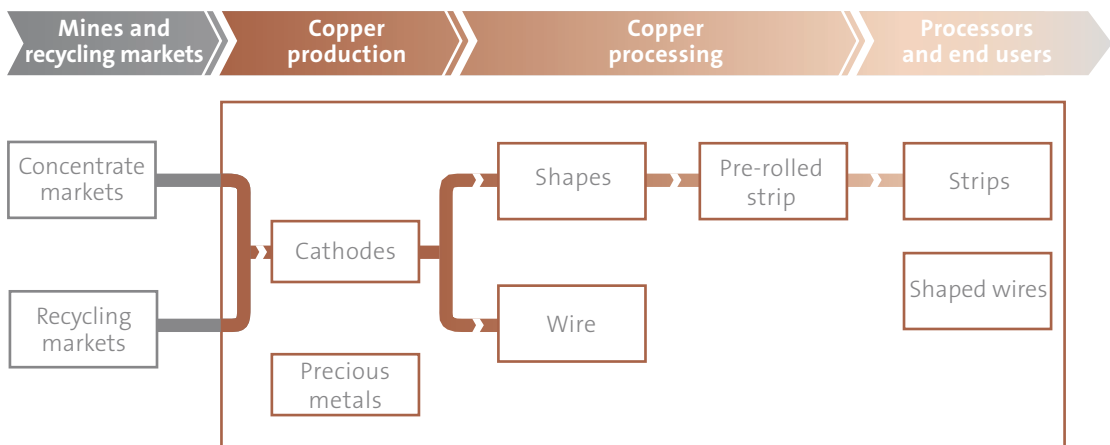 Mines and
recycling markets
Copper
production
Copper
processing
Processors
and end users
Concentrate
markets
Recycling
markets
Cathodes
Precious
metals
Shapes
Wire
Pre-rolled
strip
Strips
Shaped wires